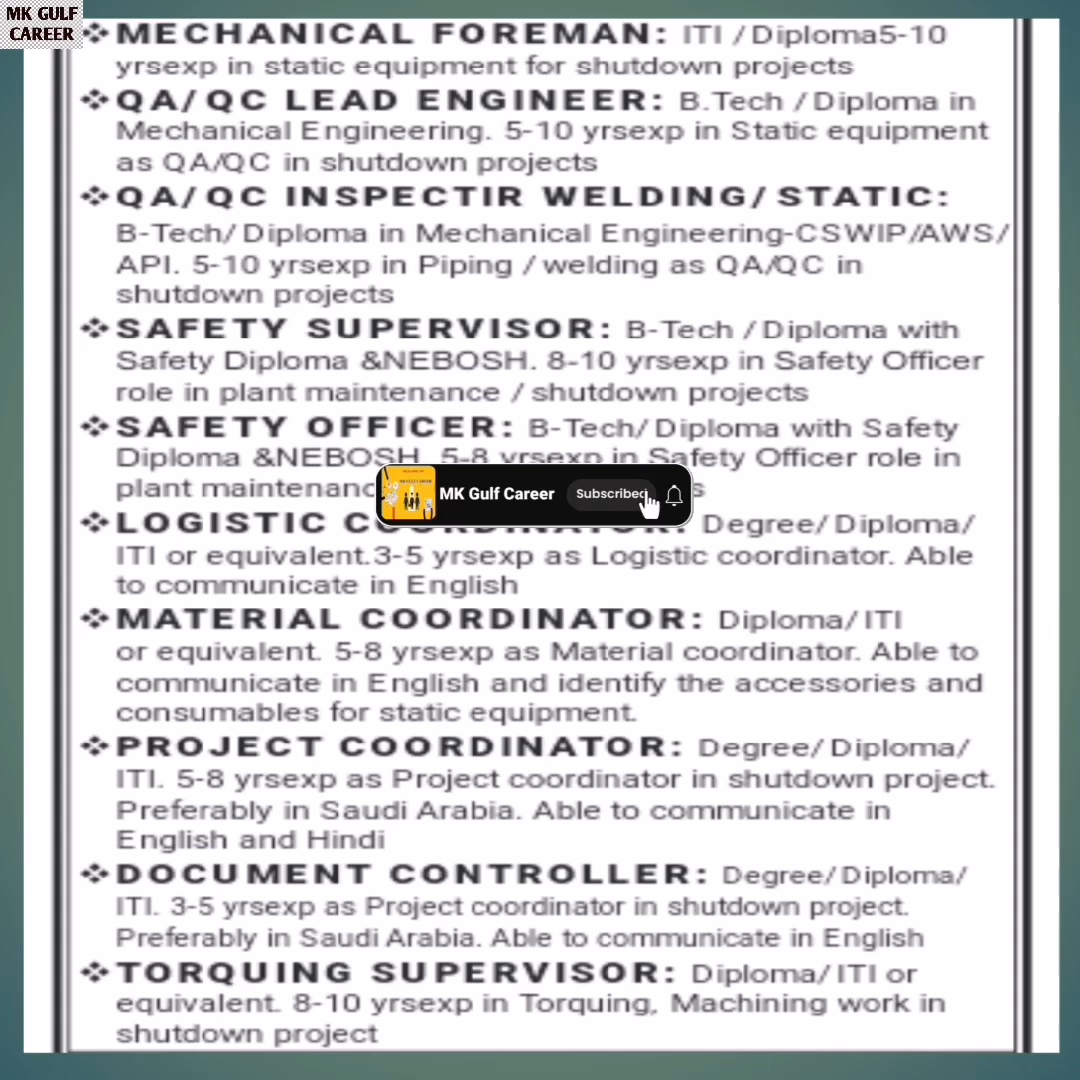 MK GULF
CAREER
❖MECHANICAL FOREMAN: ITI /Diploma5-10
yrsexp in static equipment for shutdown projects
❖QA/QC LEAD ENGINEER: B.Tech /Diploma in
Mechanical Engineering. 5-10 yrsexp in Static equipment
as QA/QC in shutdown projects
❖QA/QC INSPECTIR WELDING/STATIC:
B-Tech/Diploma in Mechanical Engineering-CSWIP/AWS/
API. 5-10 yrsexp in Piping /welding as QA/QC in
shutdown projects
❖SAFETY SUPERVISOR: B-Tech /Diploma with
Safety Diploma &NEBOSH. 8-10 yrsexp in Safety Officer
role in plant maintenance / shutdown projects
❖SAFETY OFFICER: B-Tech/Diploma with Safety
Diploma &NEBOSH. 5-8 yrsexp in Safety Officer role in
plant
MK Gulf Career Subscribed
❖LOGISTIC Degree/Diploma/
ITI or equivalent.3-5 yrsexp as Logistic coordinator. Able
to communicate in English
❖MATERIAL COORDINATOR: Diploma/ITI
or equivalent. 5-8 yrsexp as Material coordinator. Able to
communicate in English and identify the accessories and
consumables for static equipment.
❖PROJECT COORDINATOR: Degree/Diploma/
ITI. 5-8 yrsexp as Project coordinator in shutdown project.
Preferably in Saudi Arabia. Able to communicate in
English and Hindi
❖DOCUMENT CONTROLLER: Degree/Diploma/
ITI. 3-5 yrsexp as Project coordinator in shutdown project.
Preferably in Saudi Arabia. Able to communicate in English
❖TORQUING SUPERVISOR: Diploma/ITI or
equivalent. 8-10 yrsexp in Torquing, Machining work in
shutdown project